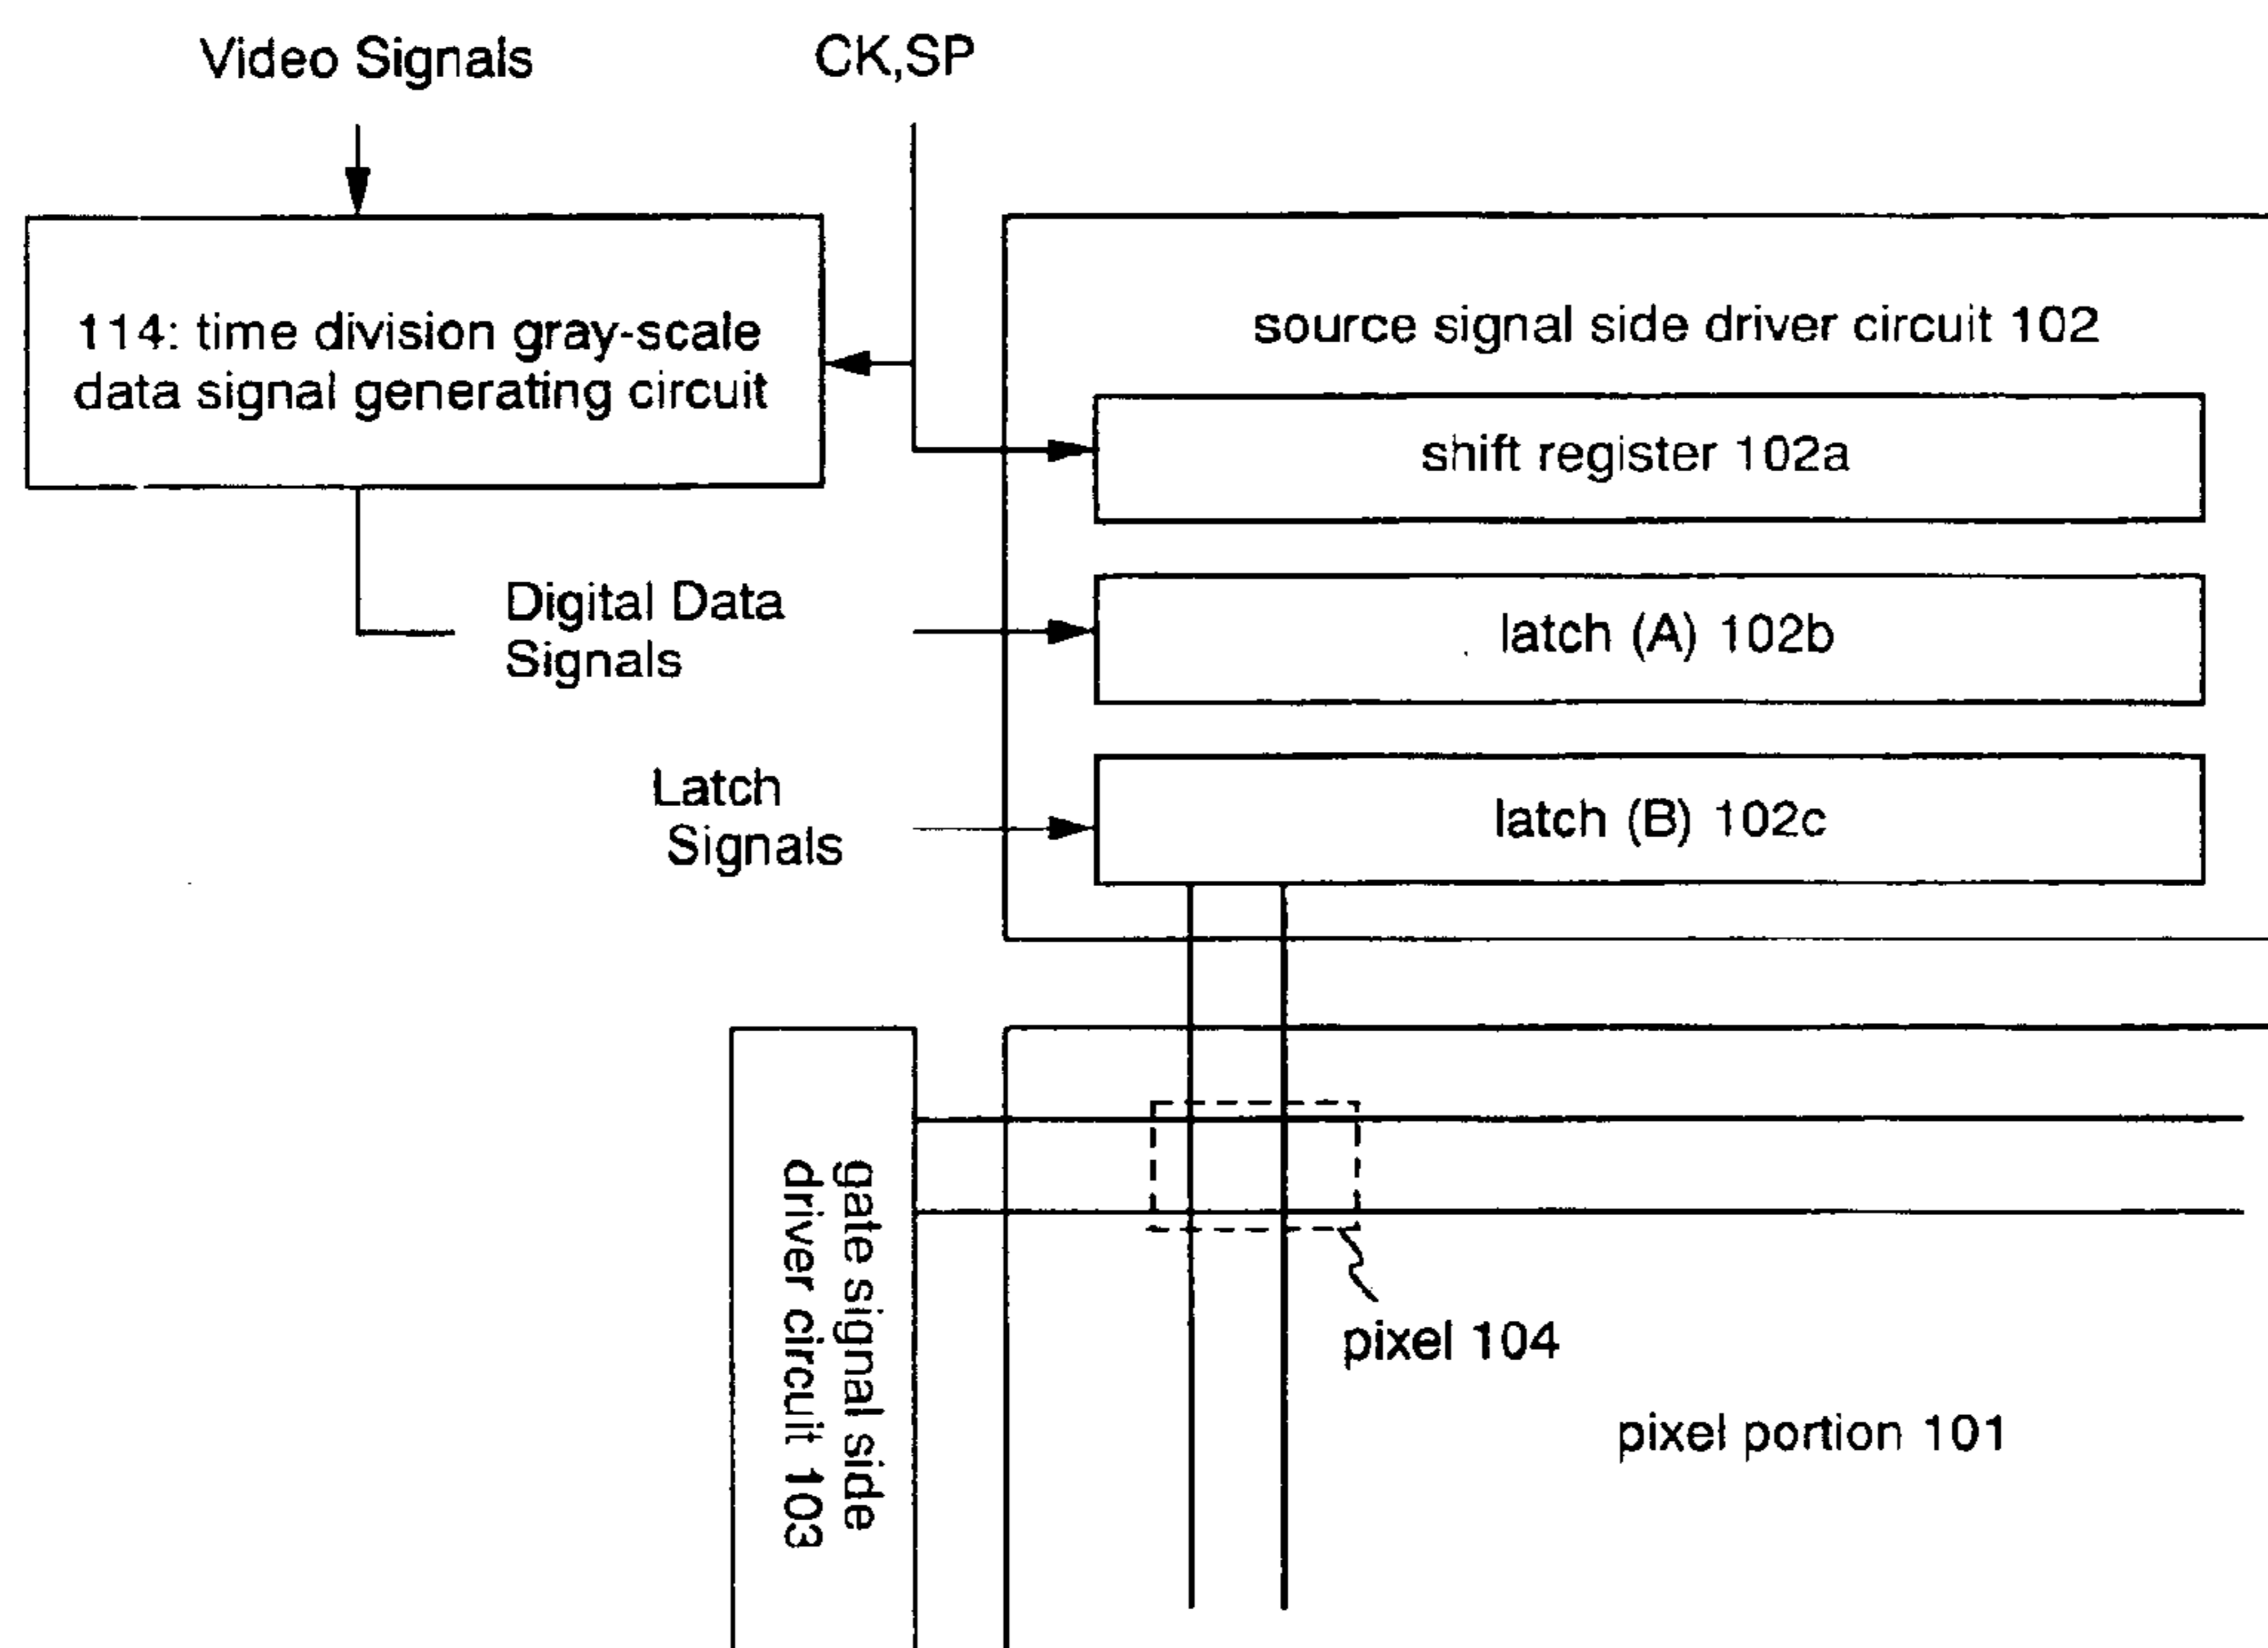 Video Signals
CK,SP
114: time division gray-scale
data signal generating circuit
source signal side driver circuit 102
shift register 102a
Digital Data
Signals
latch (A) 102b
Latch
Signals
latch (B) 102c
gate signal side
driver circuit 103
pixel 104
pixel portion 101